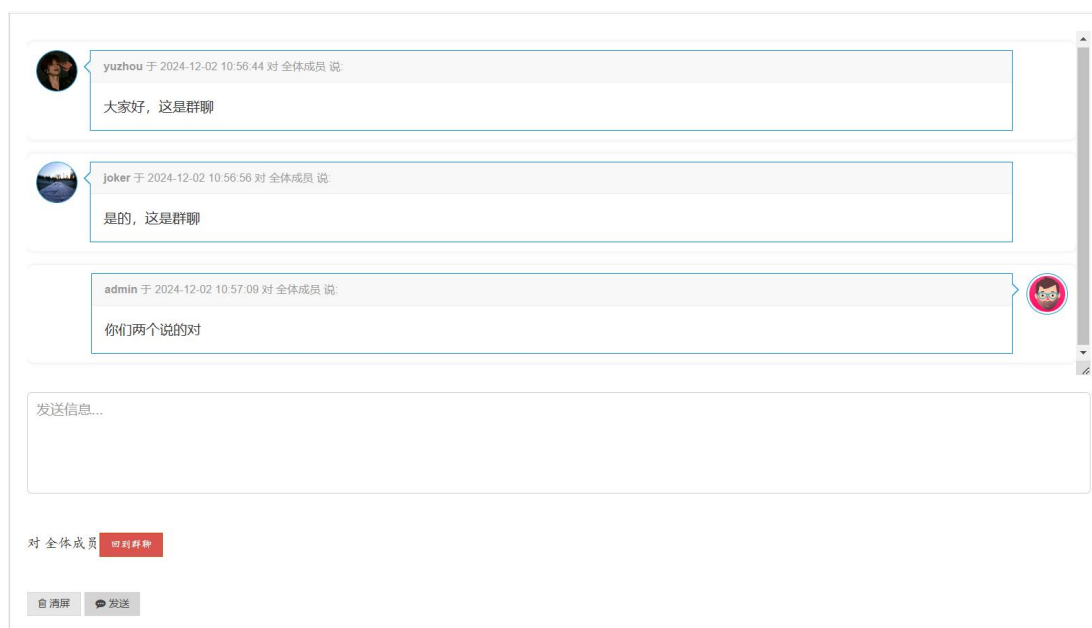 yuzhou 于 2024-12-02 10:56:44 对 全体成员 说:
大家好，这是群聊
joker 于 2024-12-02 10:56:56 对 全体成员 说:
是的，这是群聊
admin 于 2024-12-02 10:57:09 对 全体成员 说:
你们两个说的对
发送信息...
对 全体成员 回到群聊
清屏 发送